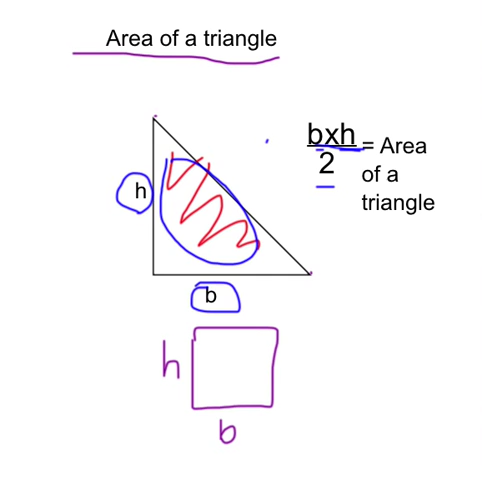 Area of a triangle
bxh
2
= Area
of a
triangle
h
b
h
b